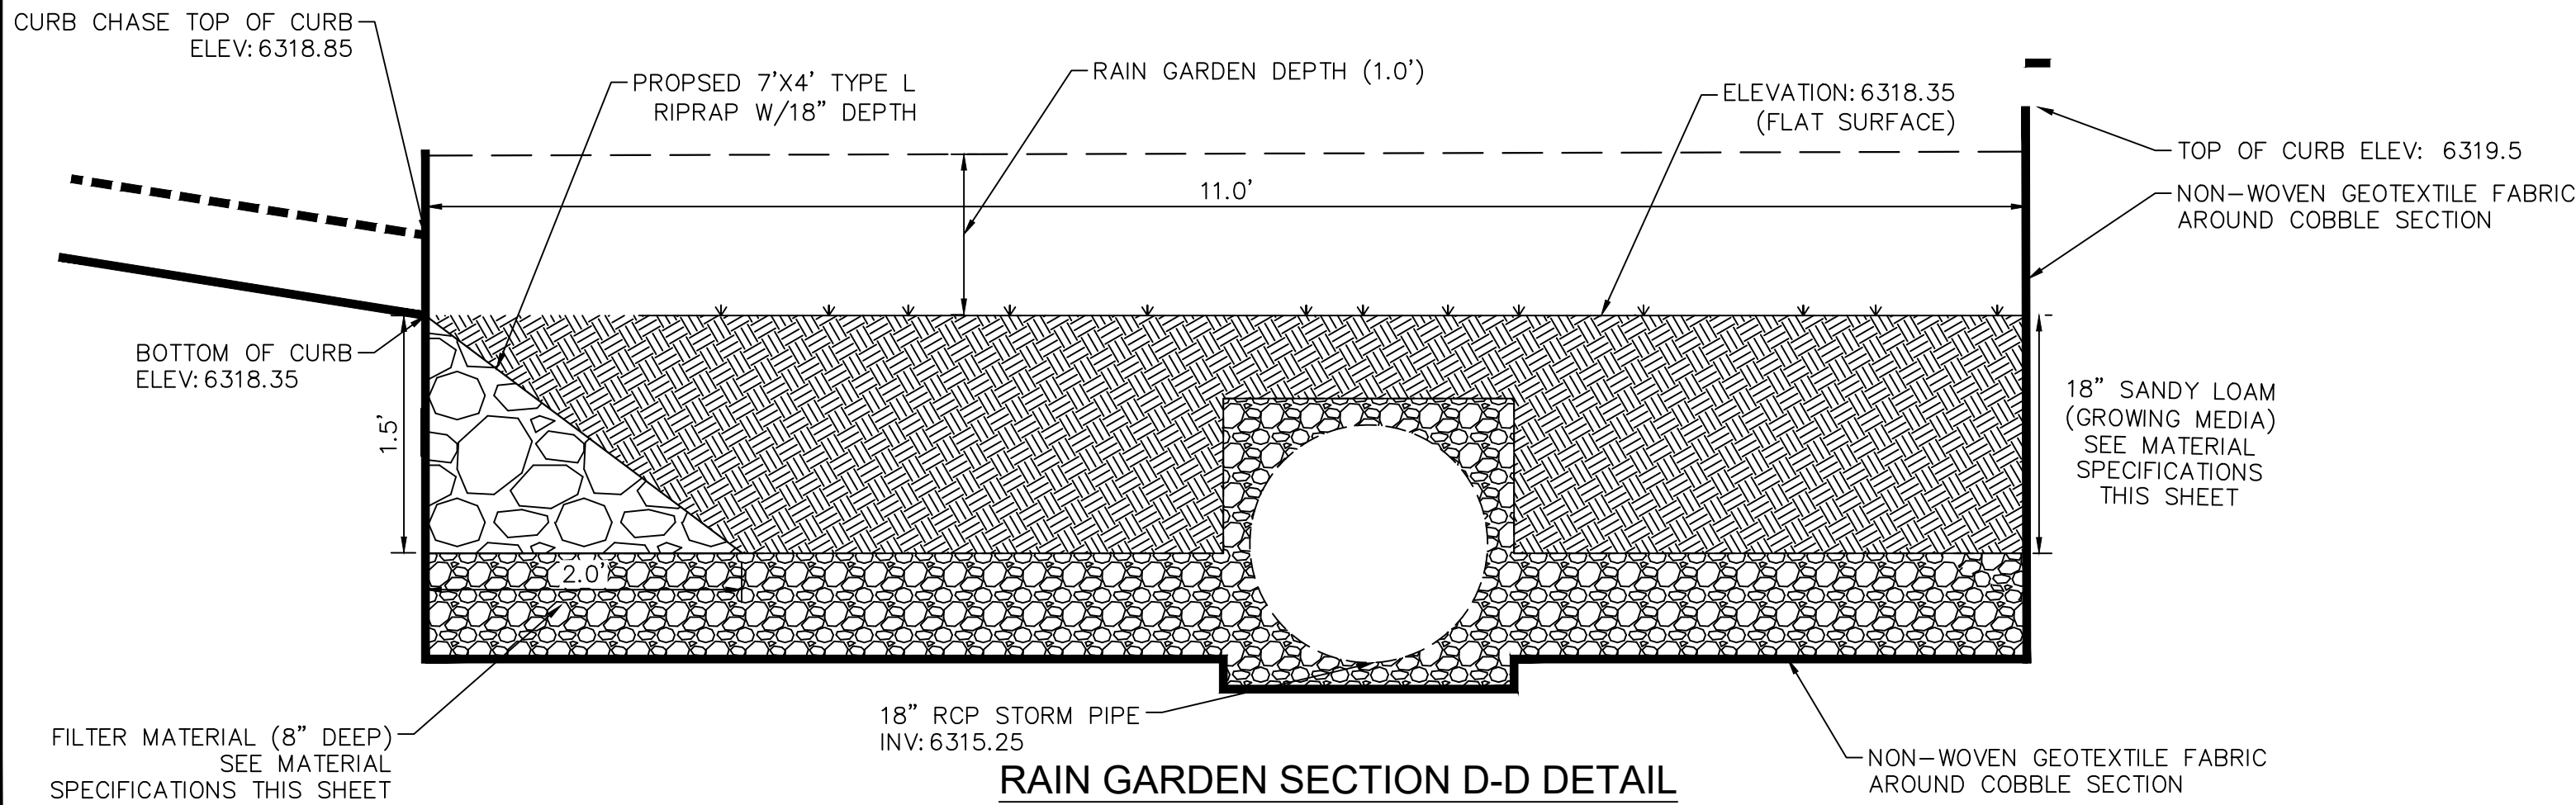 CURB CHASE TOP OF CURB
ELEV: 6318.85
PROPSED 7'X4' TYPE L
RIPRAP W/18" DEPTH
RAIN GARDEN DEPTH (1.0')
ELEVATION: 6318.35
(FLAT SURFACE)
TOP OF CURB ELEV: 6319.5
NON-WOVEN GEOTEXTILE FABRIC
AROUND COBBLE SECTION
11.0'
BOTTOM OF CURB
ELEV: 6318.35
1.5'
18" SANDY LOAM
(GROWING MEDIA)
SEE MATERIAL
SPECIFICATIONS
THIS SHEET
2.0'
FILTER MATERIAL (8" DEEP)
SEE MATERIAL
SPECIFICATIONS THIS SHEET
18" RCP STORM PIPE
INV: 6315.25
NON-WOVEN GEOTEXTILE FABRIC
AROUND COBBLE SECTION
RAIN GARDEN SECTION D-D DETAIL